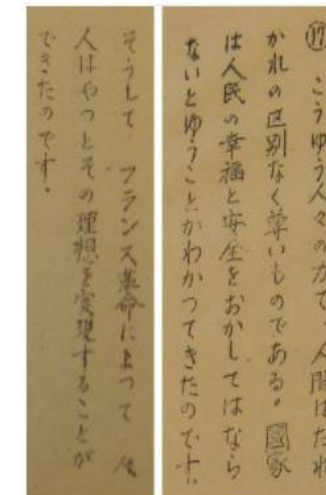 ⑰ こうゆう人々の力で、人間はたれ
かれの区別なく尊いものである。國家
は人民の幸福と安全をおかしてはなら
ないとゆうことがわかつてきたのです。
そうして、フランス革命によつて
人はやつとその理想を実現することが
できたのです。